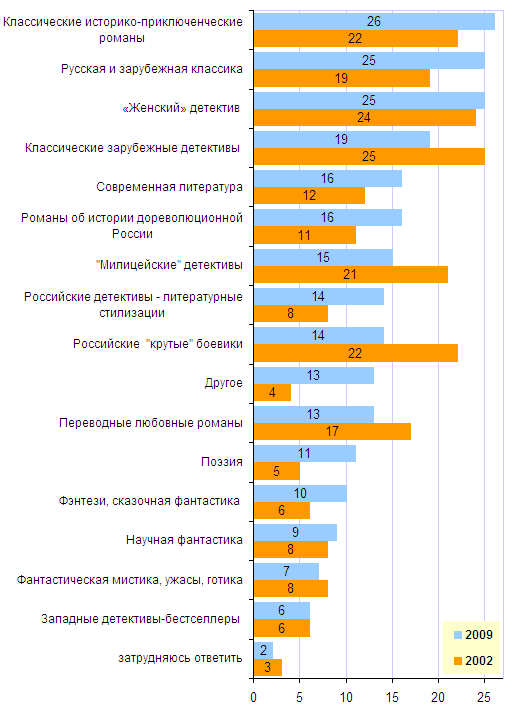 Классические историко-приключенческие
романы
26
22
Русская и зарубежная классика
25
19
«Женский» детектив
25
24
Классические зарубежные детективы
19
25
Современная литература
16
12
Романы об истории дореволюционной
России
16
11
"Милицейские" детективы
15
21
Российские детективы - литературные
стилизации
14
8
Российские "крутые" боевики
14
22
Другое
13
4
Переводные любовные романы
13
17
Поэзия
11
5
Фэнтези, сказочная фантастика
10
6
Научная фантастика
9
8
Фантастическая мистика, ужасы, готика
7
8
Западные детективы-бестселлеры
6
6
затрудняюсь ответить
2
3
2009
2002
0 5 10 15 20 25